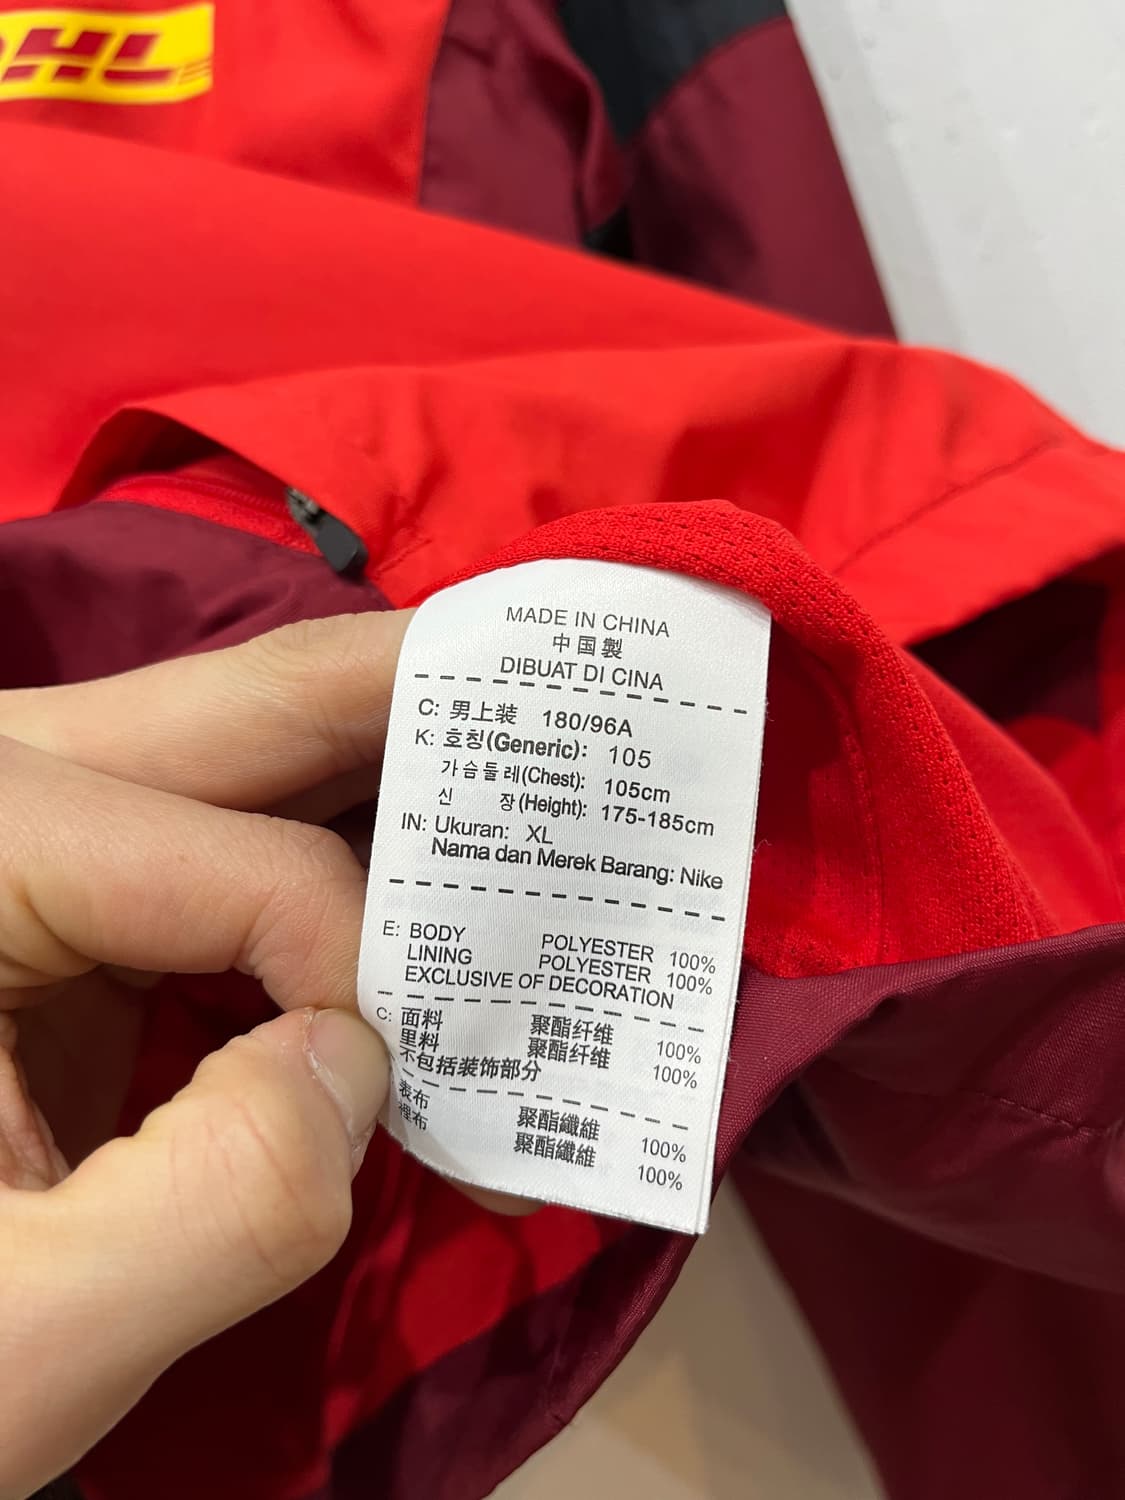 DHL
MADE IN CHINA
中国製
DIBUAT DI CINA
C: 男上装 180/96A
K: 호칭(Generic): 105
가슴둘레(Chest): 105cm
신 장(Height): 175-185cm
IN: Ukuran: XL
Nama dan Merek Barang: Nike
E: BODY POLYESTER 100%
LINING POLYESTER 100%
EXCLUSIVE OF DECORATION
C: 面料 聚酯纤维 100%
里料 聚酯纤维 100%
不包括装饰部分
表布 聚酯纖維 100%
裡布 聚酯纖維 100%